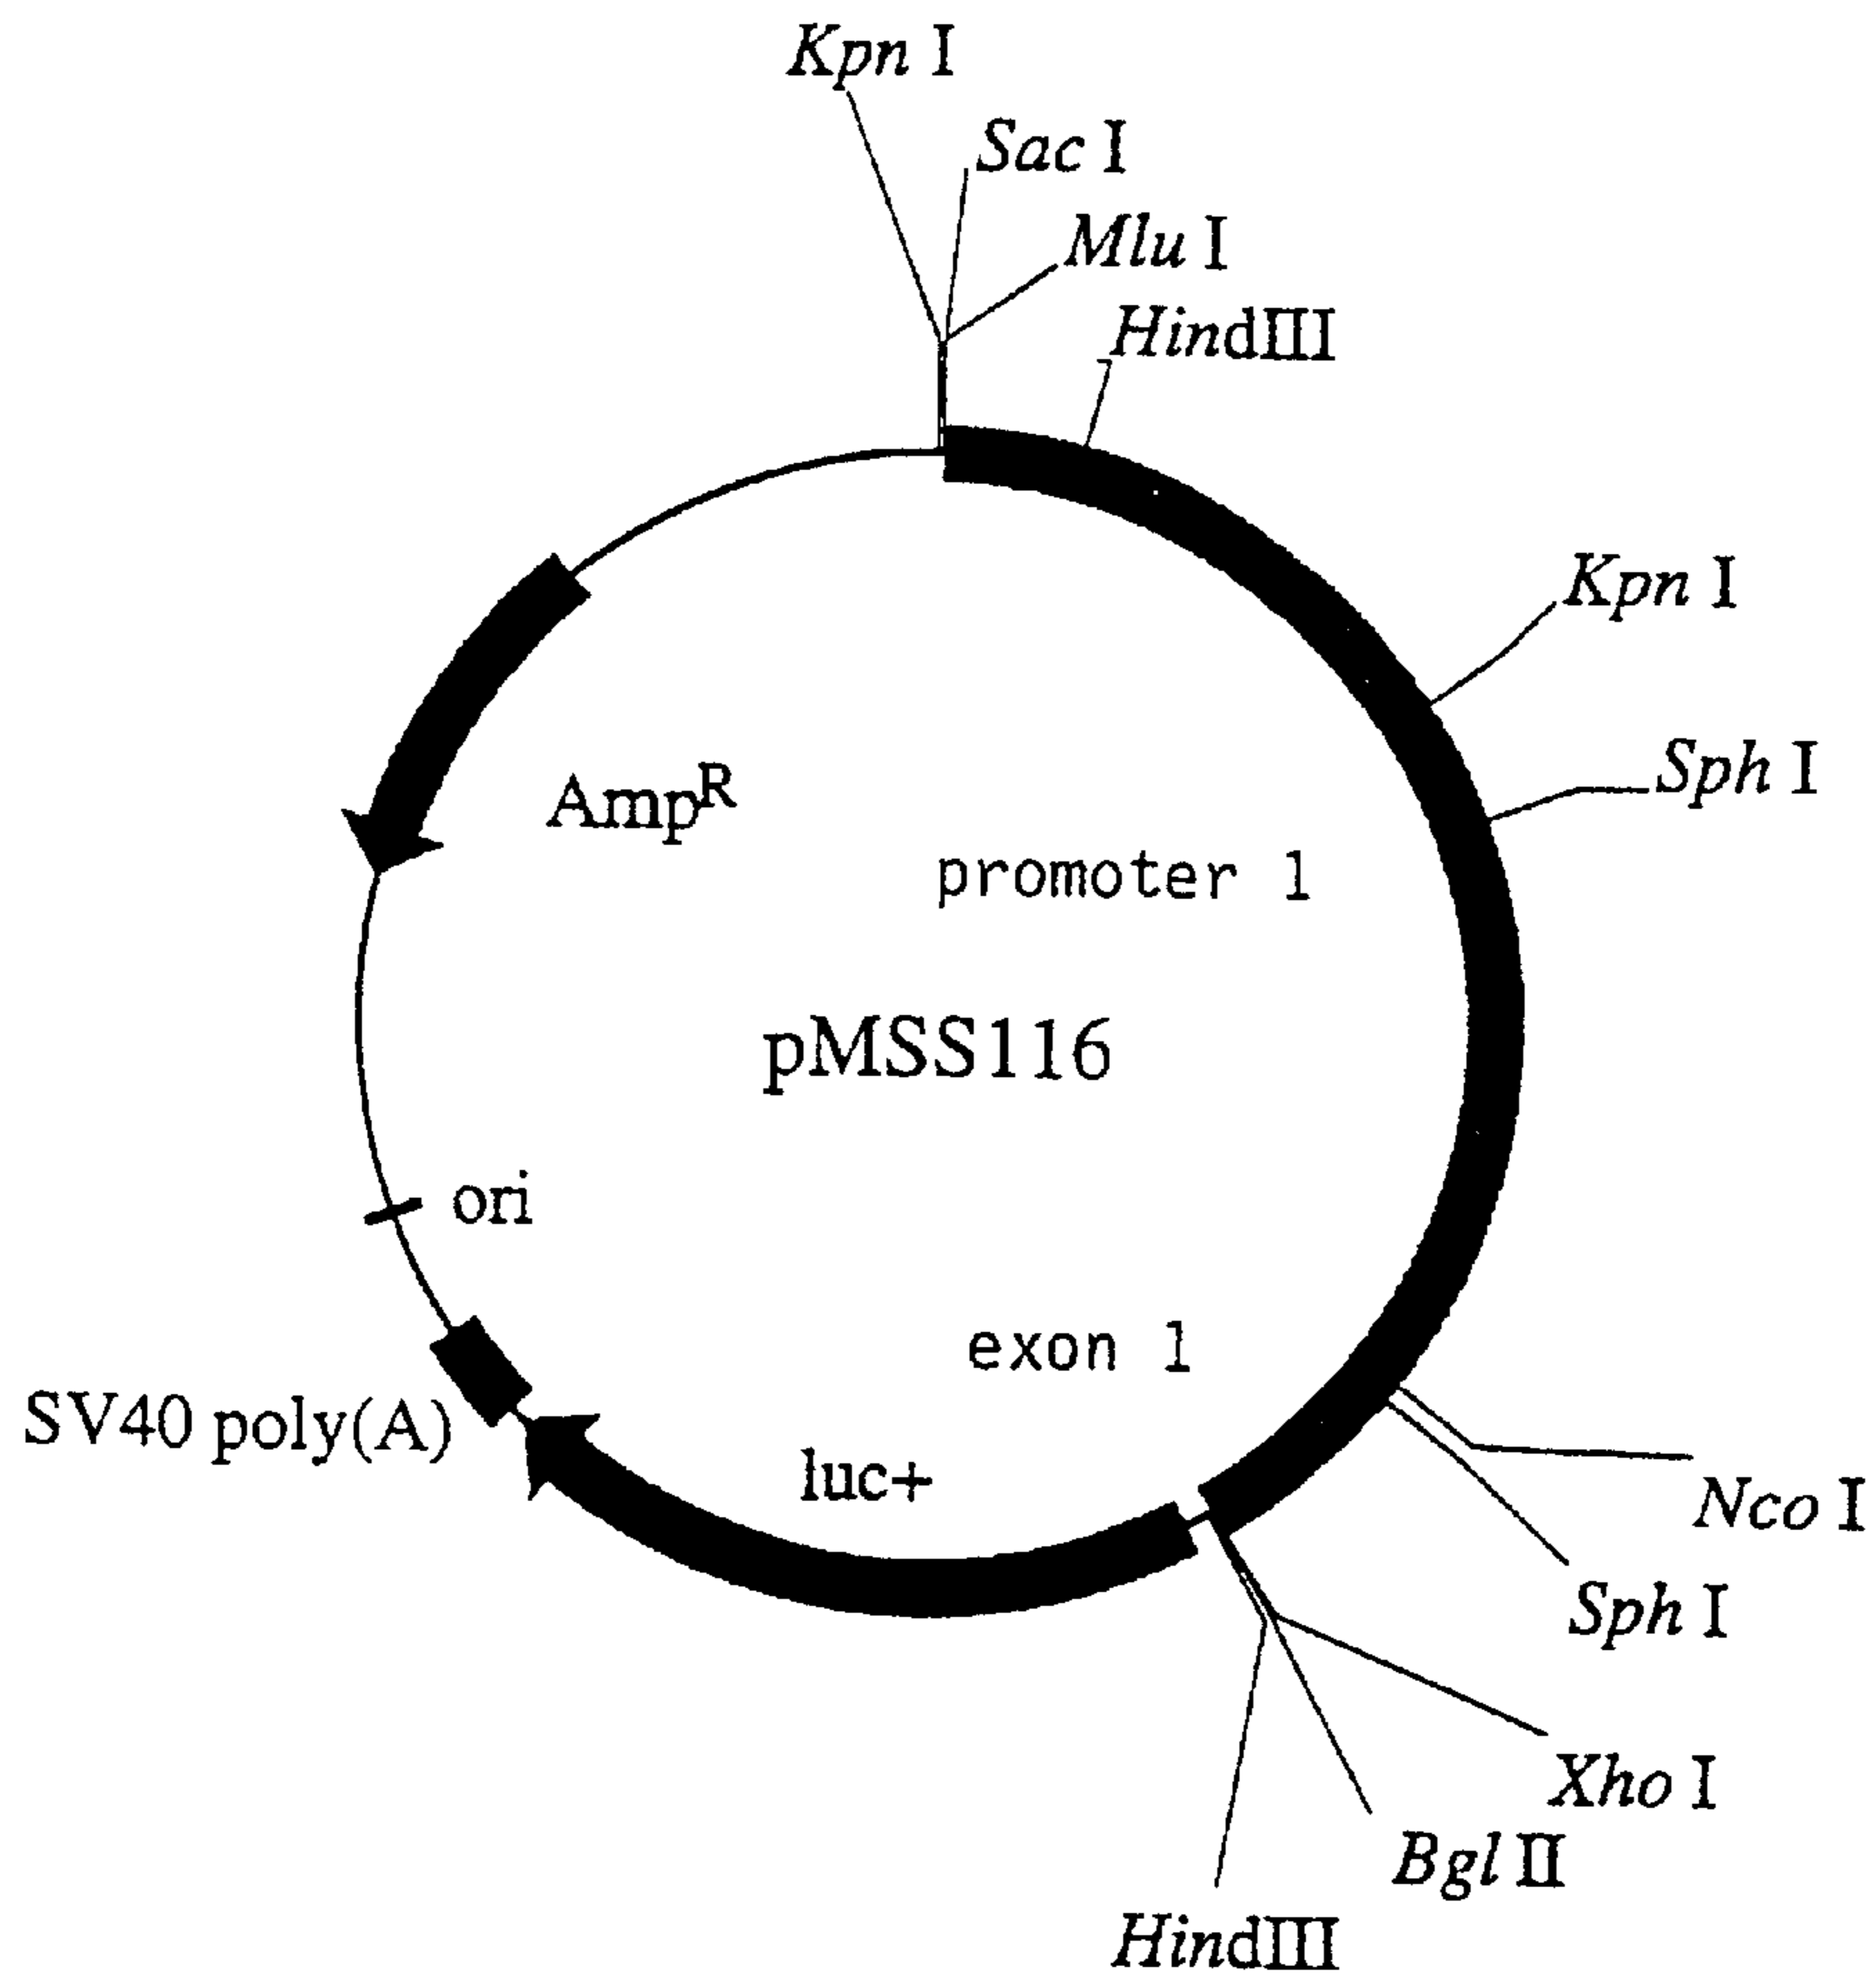 Kpn I
Sac I
Mlu I
HindIII
Kpn I
Sph I
AmpR
promoter 1
pMSS116
ori
exon 1
SV40 poly(A)
luc+
Nco I
Sph I
Xho I
Bgl II
HindIII